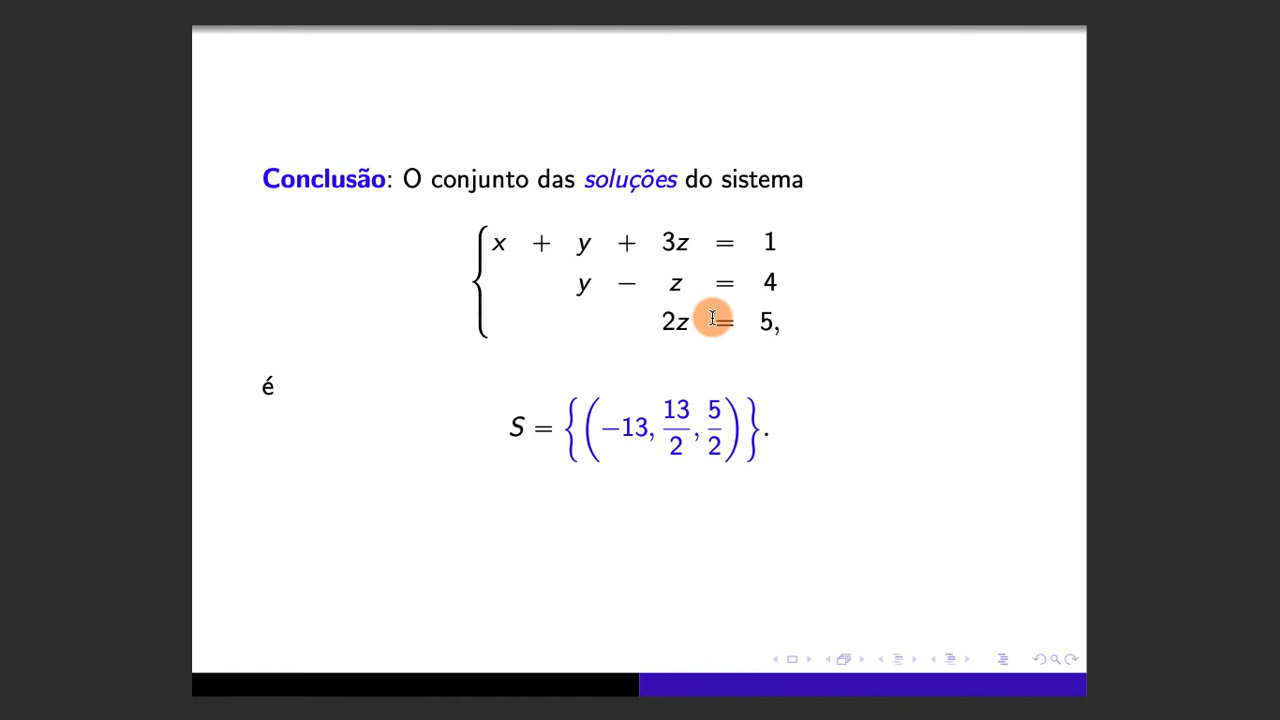 Conclusão: O conjunto das soluções do sistema
x + y + 3z = 1
y − z = 4
2z = 5,
é
S = {(−13, 13/2, 5/2)}.